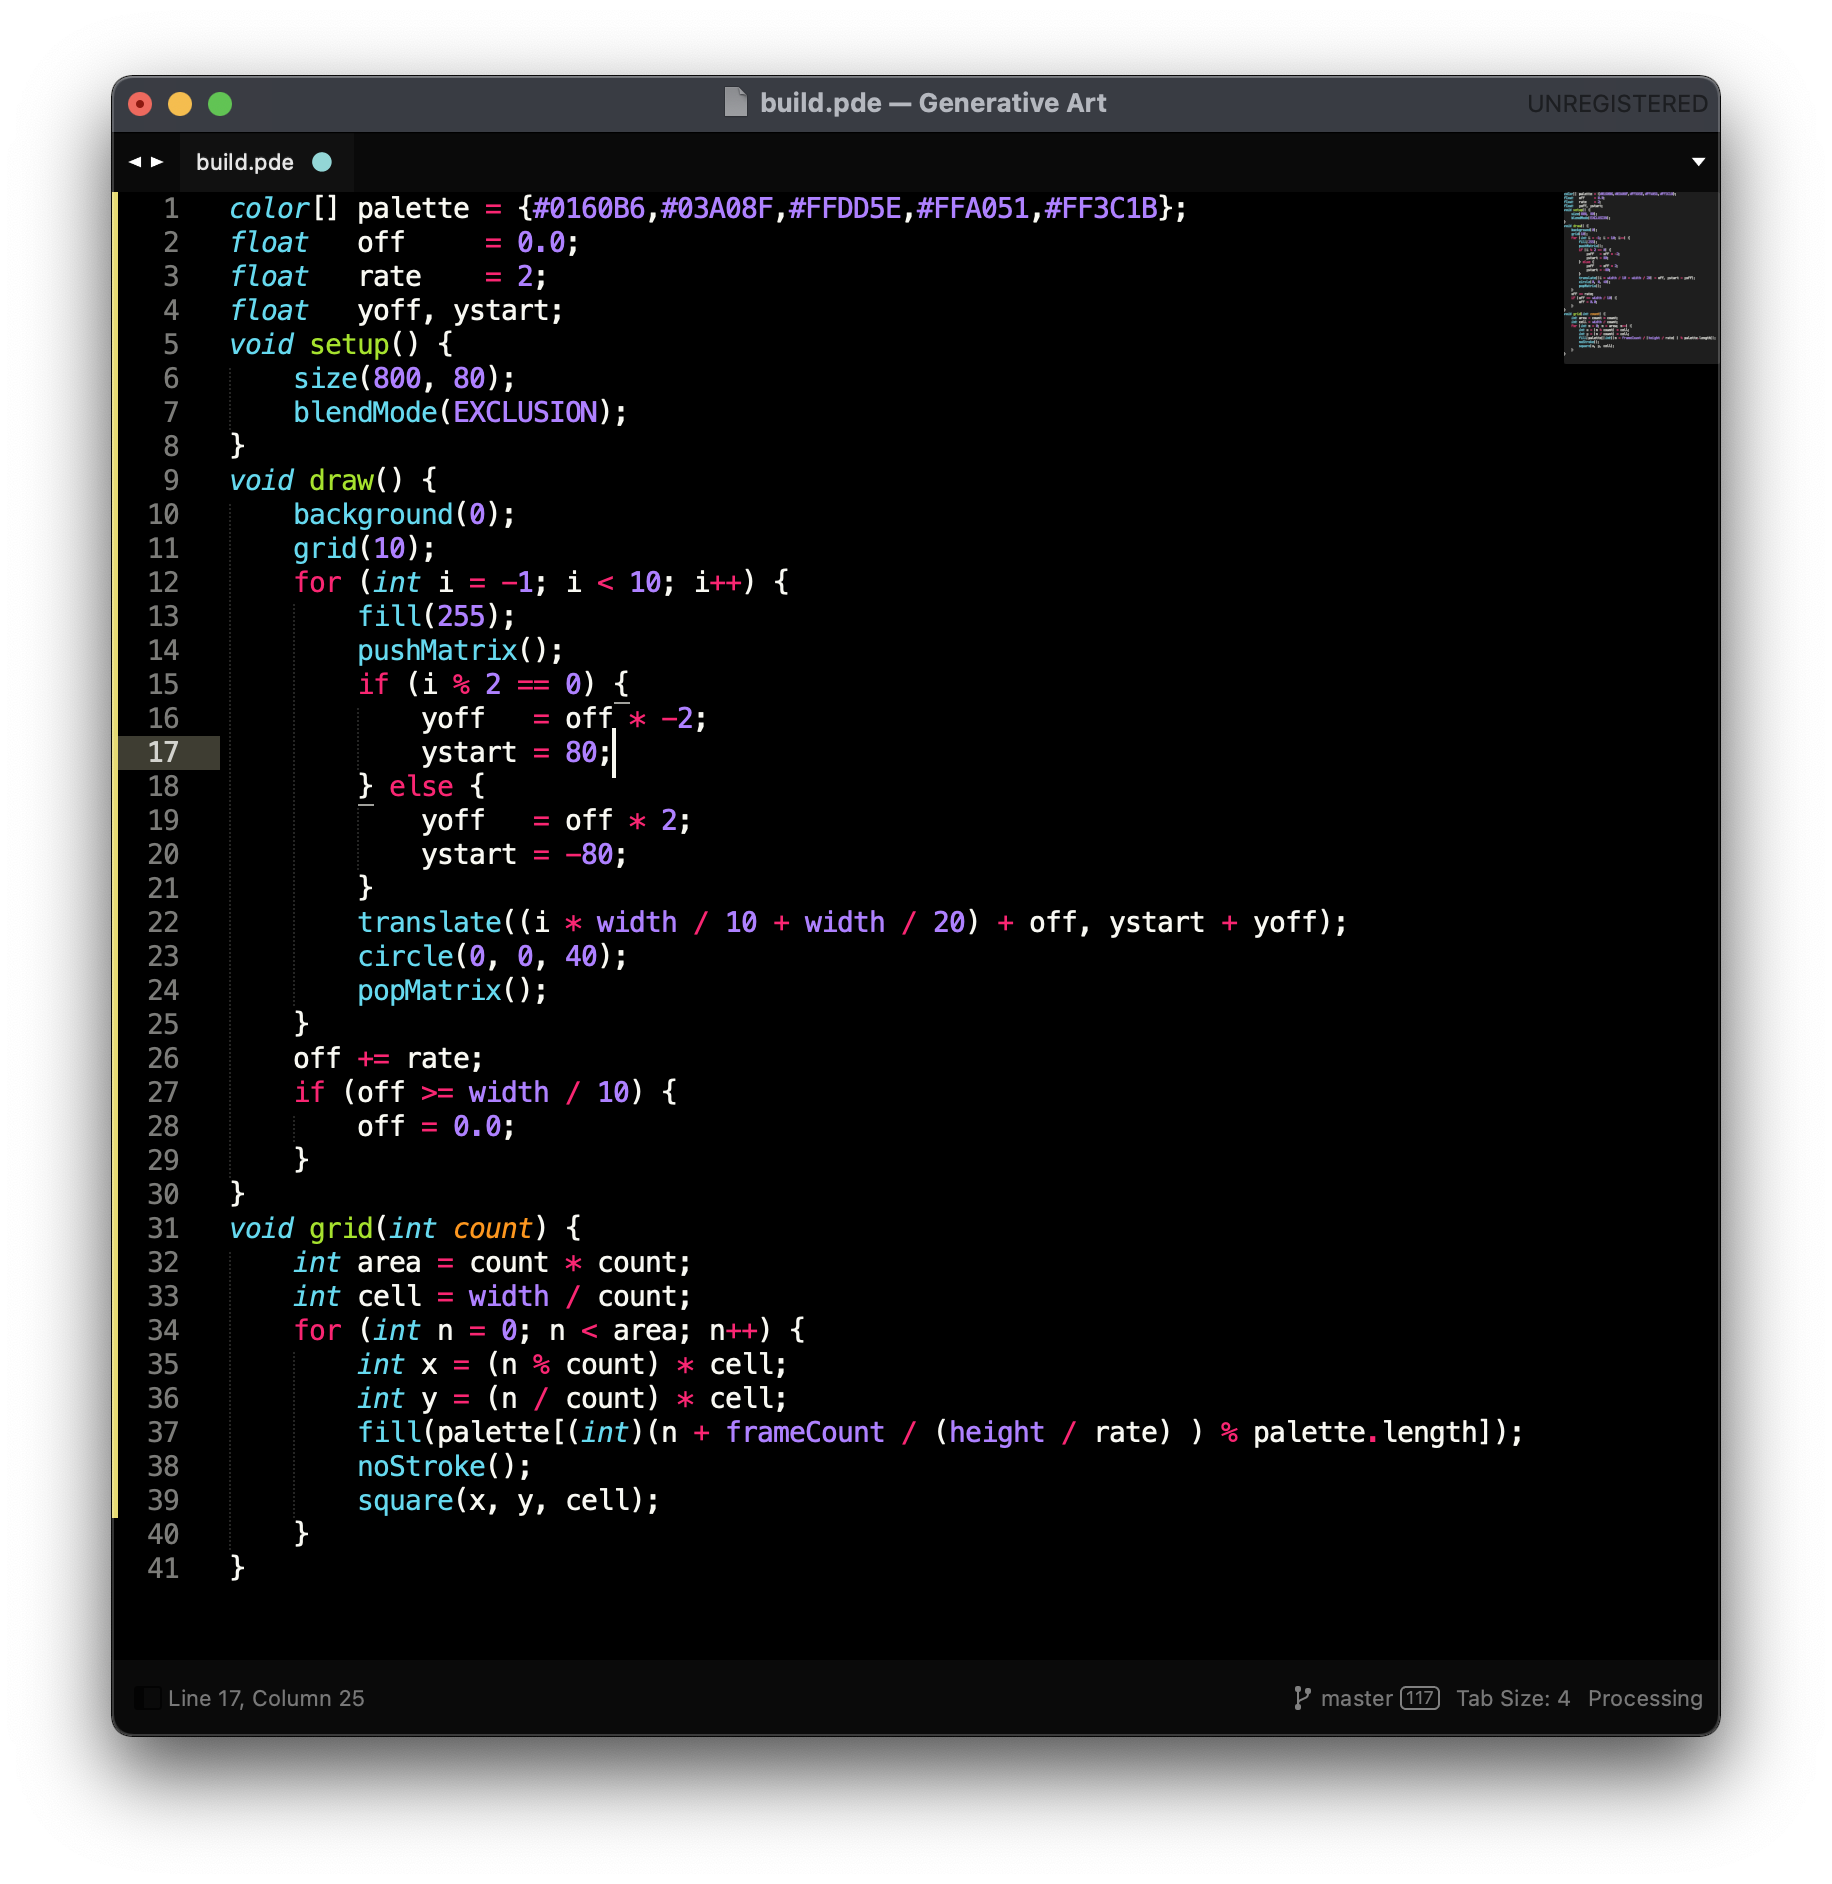 build.pde — Generative Art
UNREGISTERED
build.pde
1 color[] palette = {#0160B6,#03A08F,#FFDD5E,#FFA051,#FF3C1B};
2 float   off     = 0.0;
3 float   rate    = 2;
4 float   yoff, ystart;
5 void setup() {
6     size(800, 80);
7     blendMode(EXCLUSION);
8 }
9 void draw() {
10     background(0);
11     grid(10);
12     for (int i = -1; i < 10; i++) {
13         fill(255);
14         pushMatrix();
15         if (i % 2 == 0) {
16             yoff   = off * -2;
17             ystart = 80;
18         } else {
19             yoff   = off * 2;
20             ystart = -80;
21         }
22         translate((i * width / 10 + width / 20) + off, ystart + yoff);
23         circle(0, 0, 40);
24         popMatrix();
25     }
26     off += rate;
27     if (off >= width / 10) {
28         off = 0.0;
29     }
30 }
31 void grid(int count) {
32     int area = count * count;
33     int cell = width / count;
34     for (int n = 0; n < area; n++) {
35         int x = (n % count) * cell;
36         int y = (n / count) * cell;
37         fill(palette[(int)(n + frameCount / (height / rate) ) % palette.length]);
38         noStroke();
39         square(x, y, cell);
40     }
41 }
Line 17, Column 25
master 117 Tab Size: 4 Processing